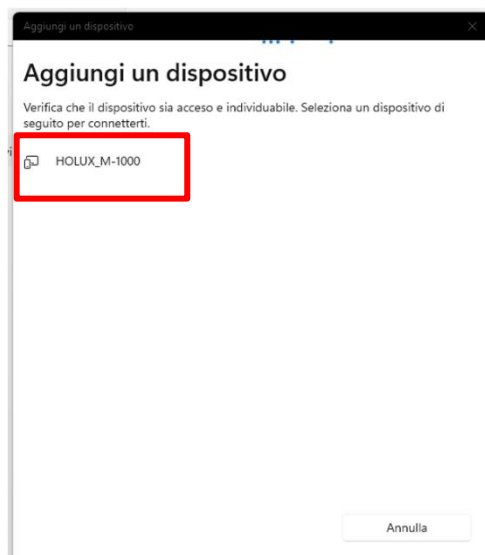 Aggiungi un dispositivo
Aggiungi un dispositivo
Verifica che il dispositivo sia acceso e individuabile. Seleziona un dispositivo di
seguito per connetterti.
HOLUX_M-1000
Annulla